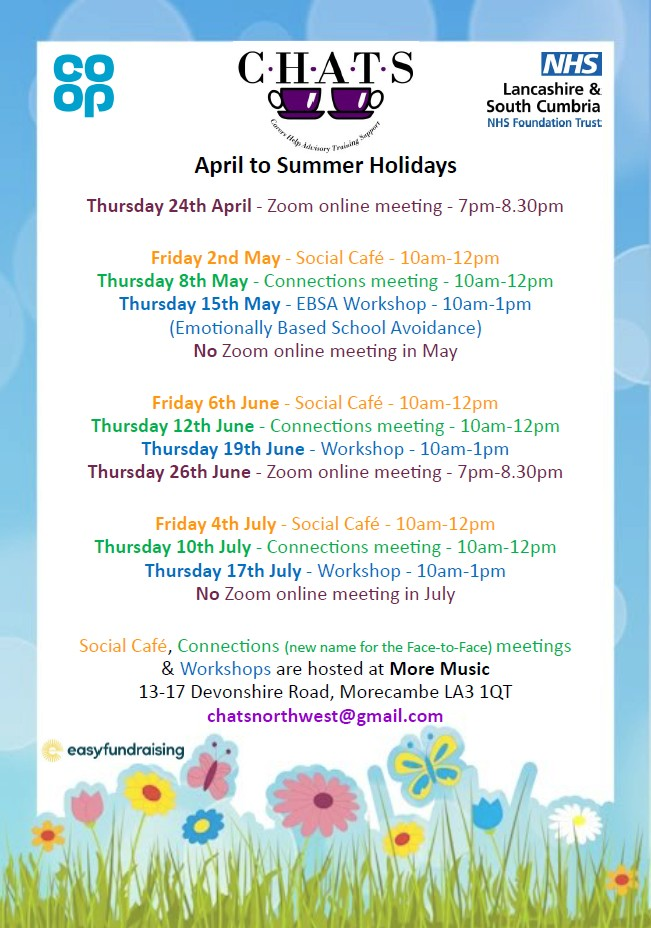 CO
OP
C·H·A·T·S
Carers Help Advisory Training Support
NHS
Lancashire &
South Cumbria
NHS Foundation Trust
April to Summer Holidays
Thursday 24th April - Zoom online meeting - 7pm-8.30pm
Friday 2nd May - Social Café - 10am-12pm
Thursday 8th May - Connections meeting - 10am-12pm
Thursday 15th May - EBSA Workshop - 10am-1pm
(Emotionally Based School Avoidance)
No Zoom online meeting in May
Friday 6th June - Social Café - 10am-12pm
Thursday 12th June - Connections meeting - 10am-12pm
Thursday 19th June - Workshop - 10am-1pm
Thursday 26th June - Zoom online meeting - 7pm-8.30pm
Friday 4th July - Social Café - 10am-12pm
Thursday 10th July - Connections meeting - 10am-12pm
Thursday 17th July - Workshop - 10am-1pm
No Zoom online meeting in July
Social Café, Connections (new name for the Face-to-Face) meetings
& Workshops are hosted at More Music
13-17 Devonshire Road, Morecambe LA3 1QT
chatsnorthwest@gmail.com
easyfundraising